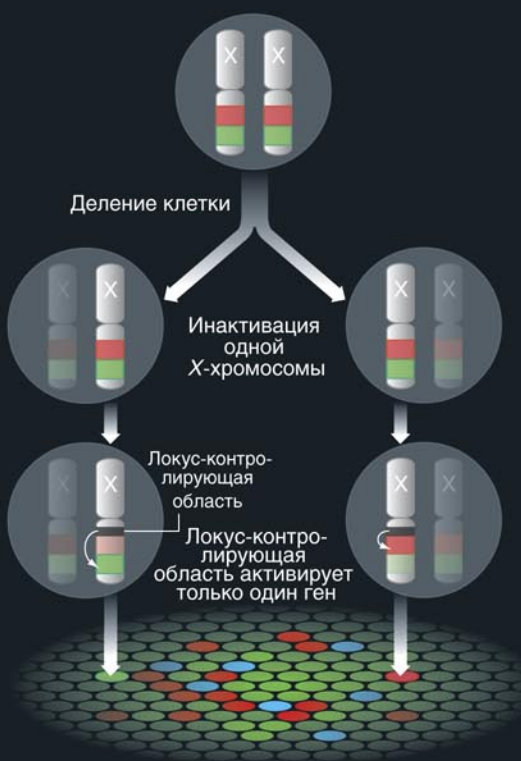 X X
Деление клетки
X X
X X
Инактивация
одной
X-хромосомы
Локус-контро-
лирующая
область
X X
X X
Локус-контро-
лирующая
область активирует
только один ген